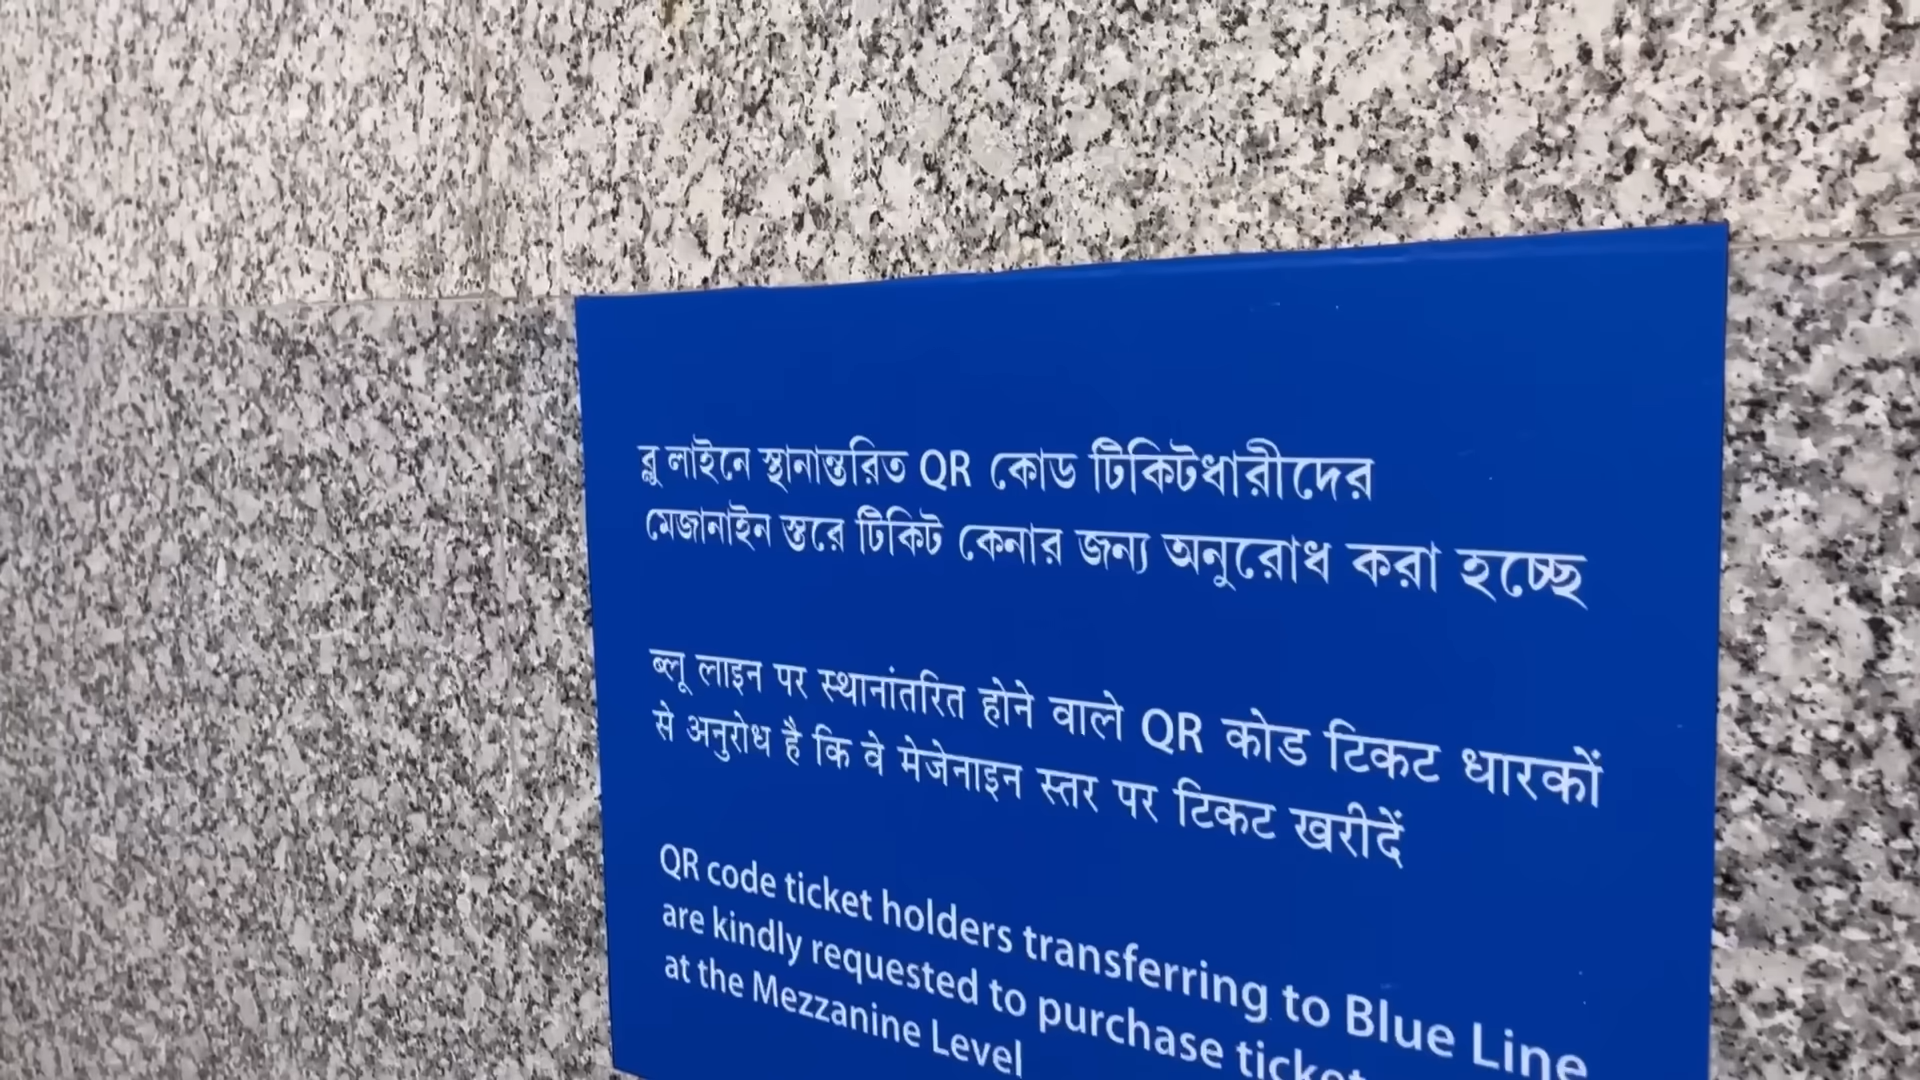 ব্লু লাইনে স্থানান্তরিত QR কোড টিকিটধারীদের
মেজানাইন স্তরে টিকিট কেনার জন্য অনুরোধ করা হচ্ছে
ब्लू लाइन पर स्थानांतरित होने वाले QR कोड टिकट धारकों
से अनुरोध है कि वे मेजेनाइन स्तर पर टिकट खरीदें
QR code ticket holders transferring to Blue Line
are kindly requested to purchase
at the Mezzanine Level